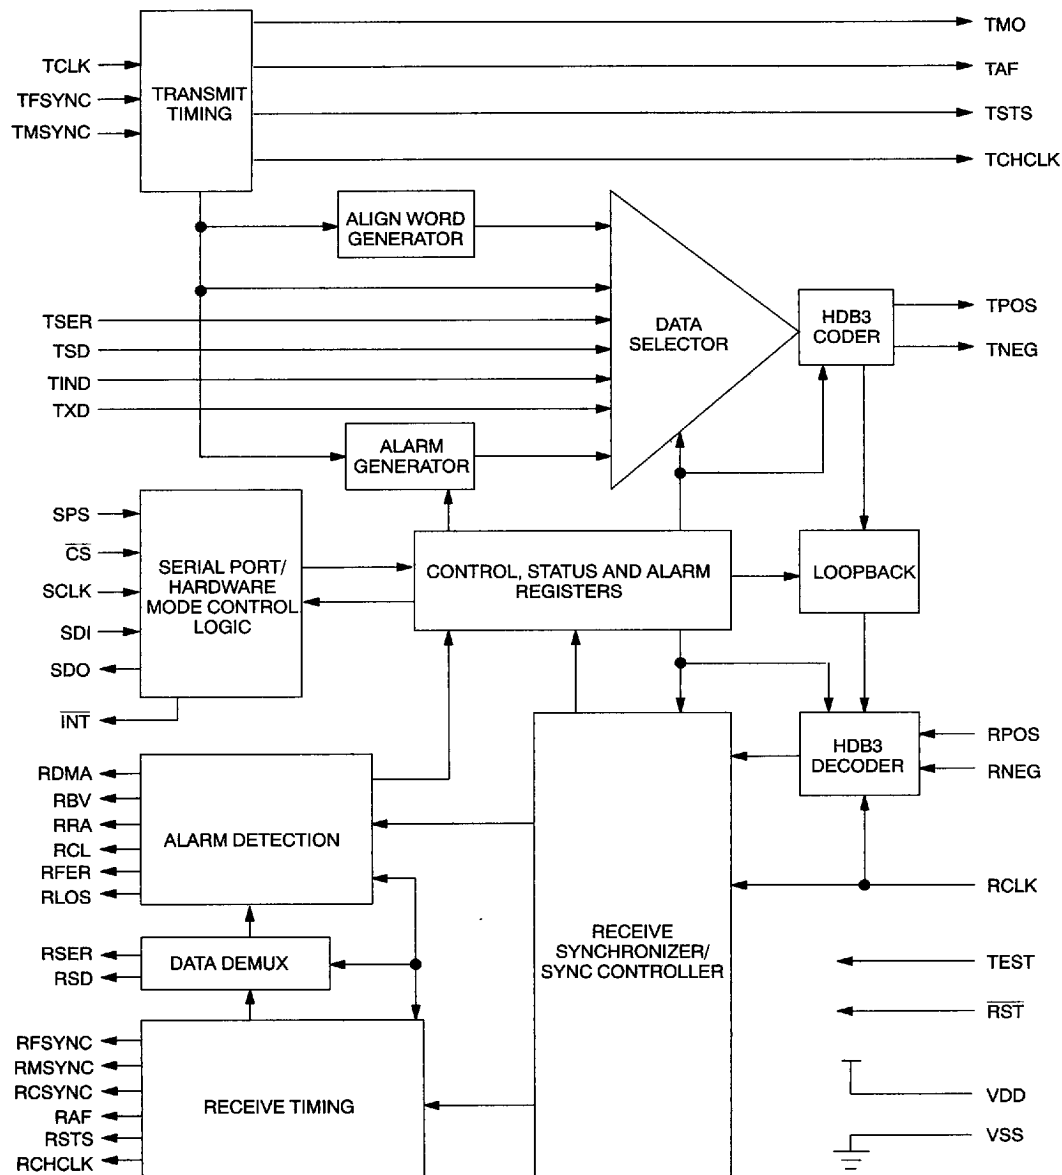 TMO
TCLK
TAF
TRANSMIT
TIMING
TFSYNC
TMSYNC
TSTS
TCHCLK
ALIGN WORD
GENERATOR
TSER
TSD
TIND
TXD
DATA
SELECTOR
HDB3
CODER
TPOS
TNEG
ALARM
GENERATOR
SPS
CS
SCLK
SDI
SDO
INT
SERIAL PORT/
HARDWARE
MODE CONTROL
LOGIC
CONTROL, STATUS AND ALARM
REGISTERS
LOOPBACK
HDB3
DECODER
RPOS
RNEG
RDMA
RBV
RRA
RCL
RFER
RLOS
ALARM DETECTION
RCLK
RECEIVE
SYNCHRONIZER/
SYNC CONTROLLER
RSER
RSD
DATA DEMUX
TEST
RST
RFSYNC
RMSYNC
RCSYNC
RAF
RSTS
RCHCLK
RECEIVE TIMING
VDD
VSS